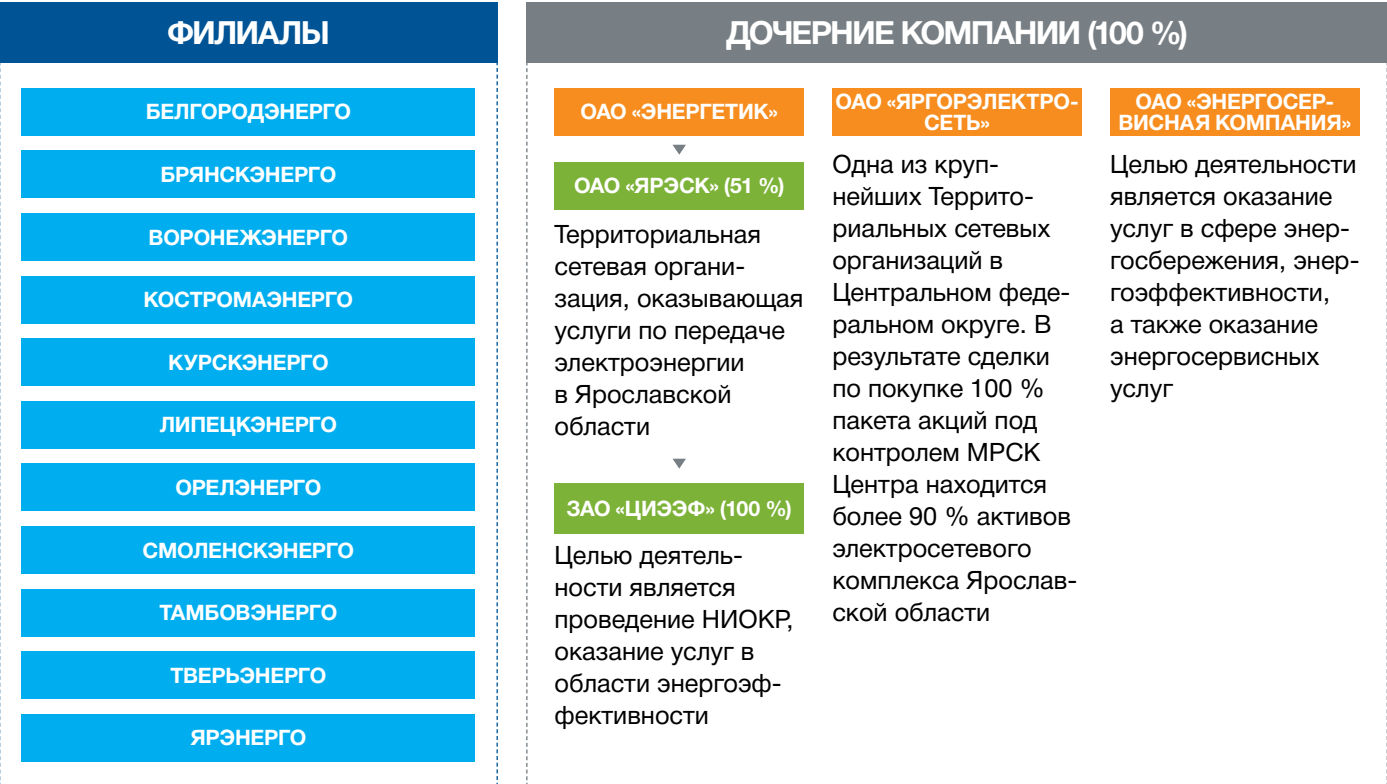 ФИЛИАЛЫ
БЕЛГОРОДЭНЕРГО
БРЯНСКЭНЕРГО
ВОРОНЕЖЭНЕРГО
КОСТРОМАЭНЕРГО
КУРСКЭНЕРГО
ЛИПЕЦКЭНЕРГО
ОРЕЛЭНЕРГО
СМОЛЕНСКЭНЕРГО
ТАМБОВЭНЕРГО
ТВЕРЬЭНЕРГО
ЯРЭНЕРГО
ДОЧЕРНИЕ КОМПАНИИ (100 %)
ОАО «ЭНЕРГЕТИК»
ОАО «ЯРЭСК» (51 %)
Территориальная
сетевая органи-
зация, оказывающая
услуги по передаче
электроэнергии
в Ярославской
области
ЗАО «ЦИЭЭФ» (100 %)
Целью деятель-
ности является
проведение НИОКР,
оказание услуг в
области энергоэф-
фективности
ОАО «ЯРГОРЭЛЕКТРО-
СЕТЬ»
Одна из круп-
нейших Террито-
риальных сетевых
организаций в
Центральном феде-
ральном округе. В
результате сделки
по покупке 100 %
пакета акций под
контролем МРСК
Центра находится
более 90 % активов
электросетевого
комплекса Ярослав-
ской области
ОАО «ЭНЕРГОСЕР-
ВИСНАЯ КОМПАНИЯ»
Целью деятельности
является оказание
услуг в сфере энер-
госбережения, энер-
гоэффективности,
а также оказание
энергосервисных
услуг